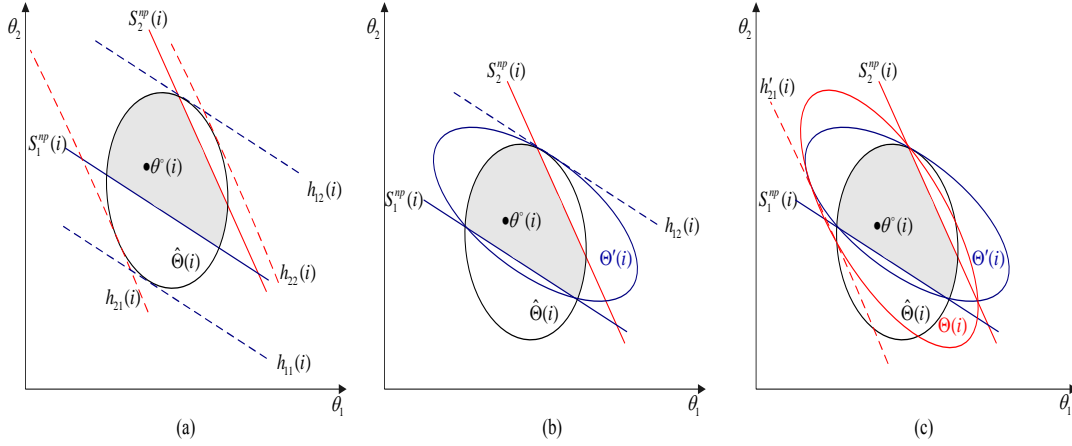 θ₂
S₂ⁿᵖ(i)
S₁ⁿᵖ(i)
θ°(i)
h₁₂(i)
Θ̂(i)
h₂₁(i)
h₂₂(i)
h₁₁(i)
θ₁
(a)
θ₂
S₂ⁿᵖ(i)
S₁ⁿᵖ(i)
θ°(i)
h₁₂(i)
Θ′(i)
Θ̂(i)
θ₁
(b)
θ₂
h′₂₁(i)
S₂ⁿᵖ(i)
S₁ⁿᵖ(i)
θ°(i)
Θ′(i)
Θ̂(i)
Θ(i)
θ₁
(c)